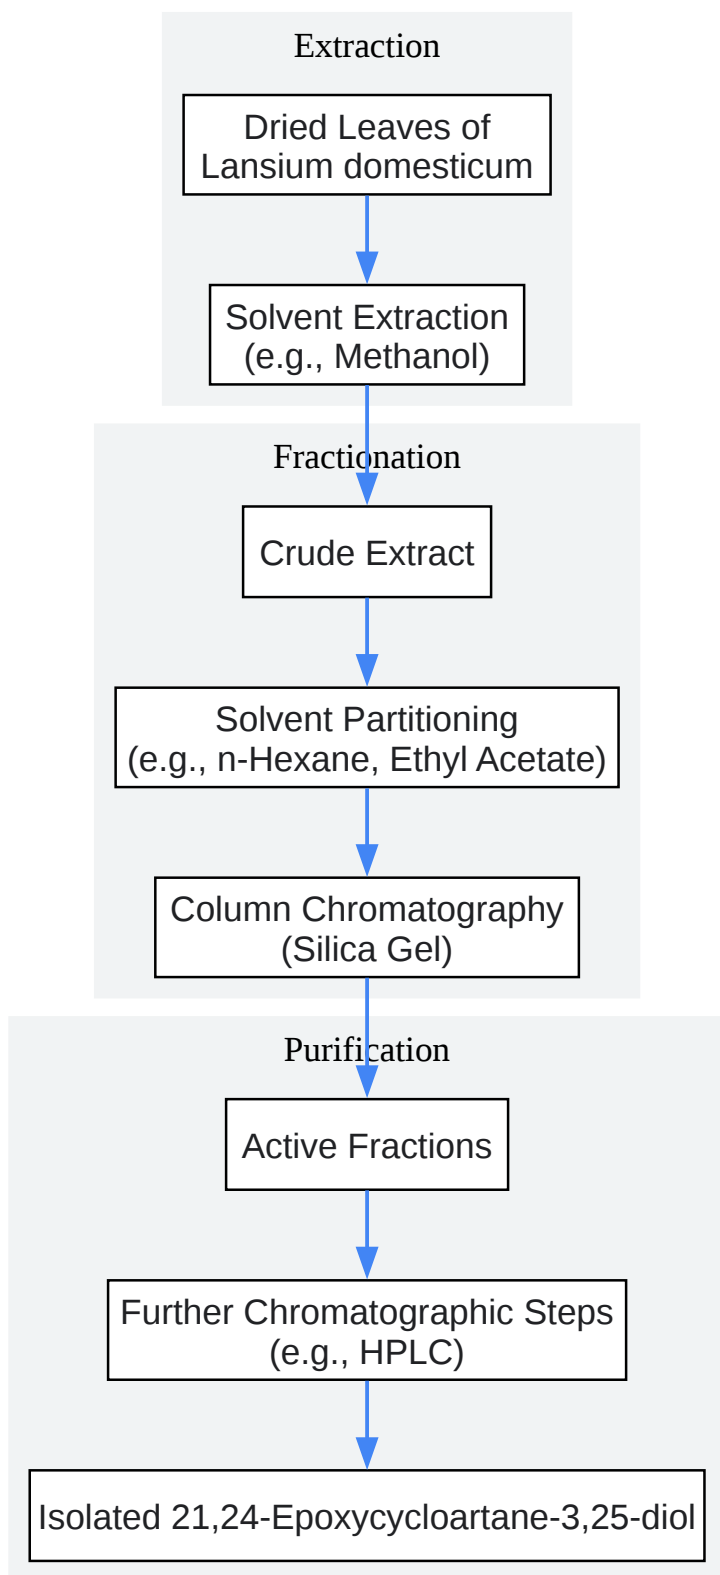 Extraction
Dried Leaves of
Lansium domesticum
Solvent Extraction
(e.g., Methanol)
Fractionation
Crude Extract
Solvent Partitioning
(e.g., n-Hexane, Ethyl Acetate)
Column Chromatography
(Silica Gel)
Purification
Active Fractions
Further Chromatographic Steps
(e.g., HPLC)
Isolated 21,24-Epoxycycloartane-3,25-diol